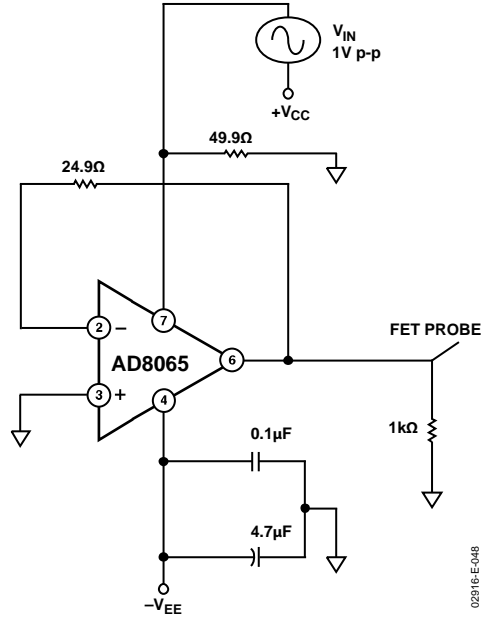 V_IN
1V p-p
+V_CC
49.9Ω
24.9Ω
2
−
7
AD8065
6
3
+
4
FET PROBE
1kΩ
0.1µF
4.7µF
−V_EE
02916-E-048